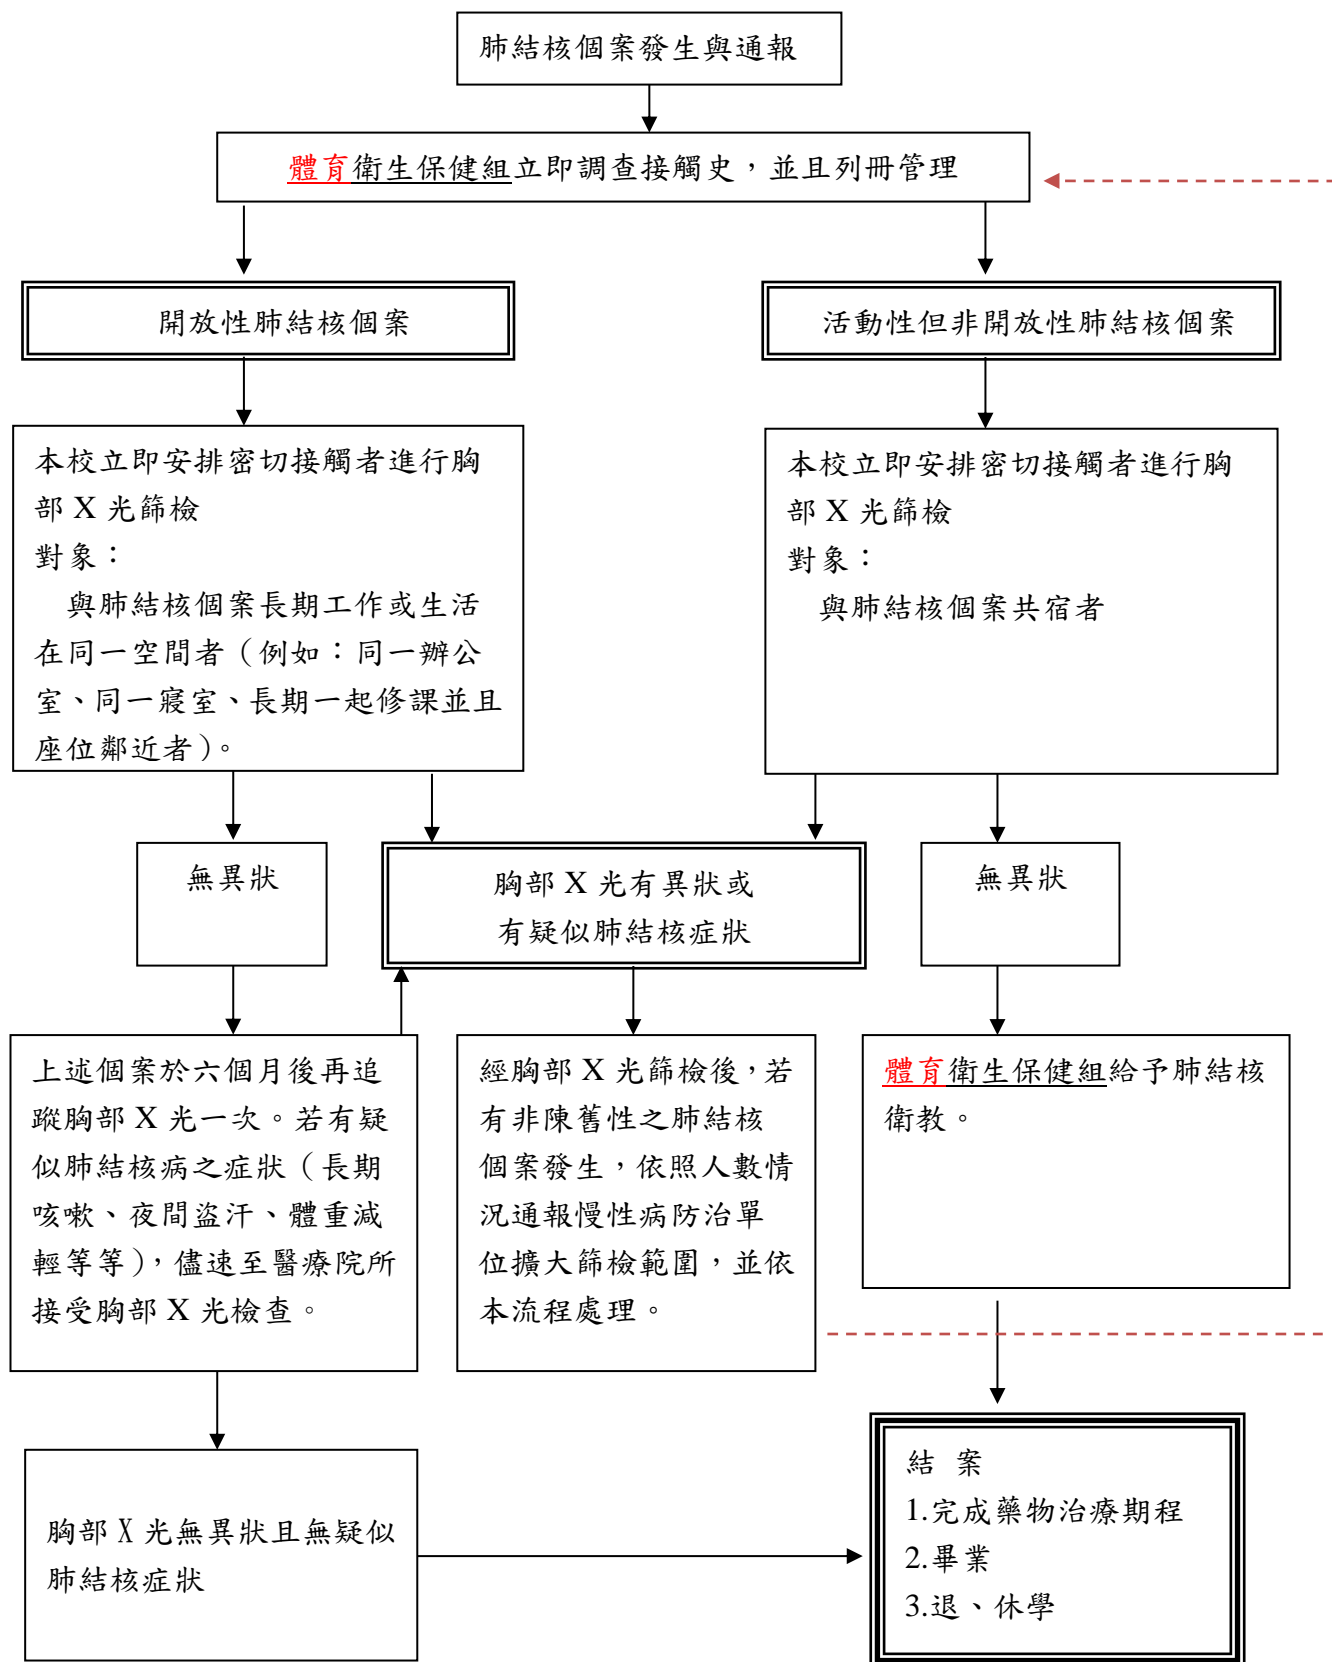 肺結核個案發生與通報
體育衛生保健組立即調查接觸史，並且列冊管理
開放性肺結核個案
活動性但非開放性肺結核個案
本校立即安排密切接觸者進行胸
部 X 光篩檢
對象：
與肺結核個案長期工作或生活
在同一空間者（例如：同一辦公
室、同一寢室、長期一起修課並且
座位鄰近者）。
本校立即安排密切接觸者進行胸
部 X 光篩檢
對象：
與肺結核個案共宿者
無異狀
胸部 X 光有異狀或
有疑似肺結核症狀
無異狀
上述個案於六個月後再追
蹤胸部 X 光一次。若有疑
似肺結核病之症狀（長期
咳嗽、夜間盜汗、體重減
輕等等），儘速至醫療院所
接受胸部 X 光檢查。
經胸部 X 光篩檢後，若
有非陳舊性之肺結核
個案發生，依照人數情
況通報慢性病防治單
位擴大篩檢範圍，並依
本流程處理。
體育衛生保健組給予肺結核
衛教。
胸部 X 光無異狀且無疑似
肺結核症狀
結 案
1.完成藥物治療期程
2.畢業
3.退、休學